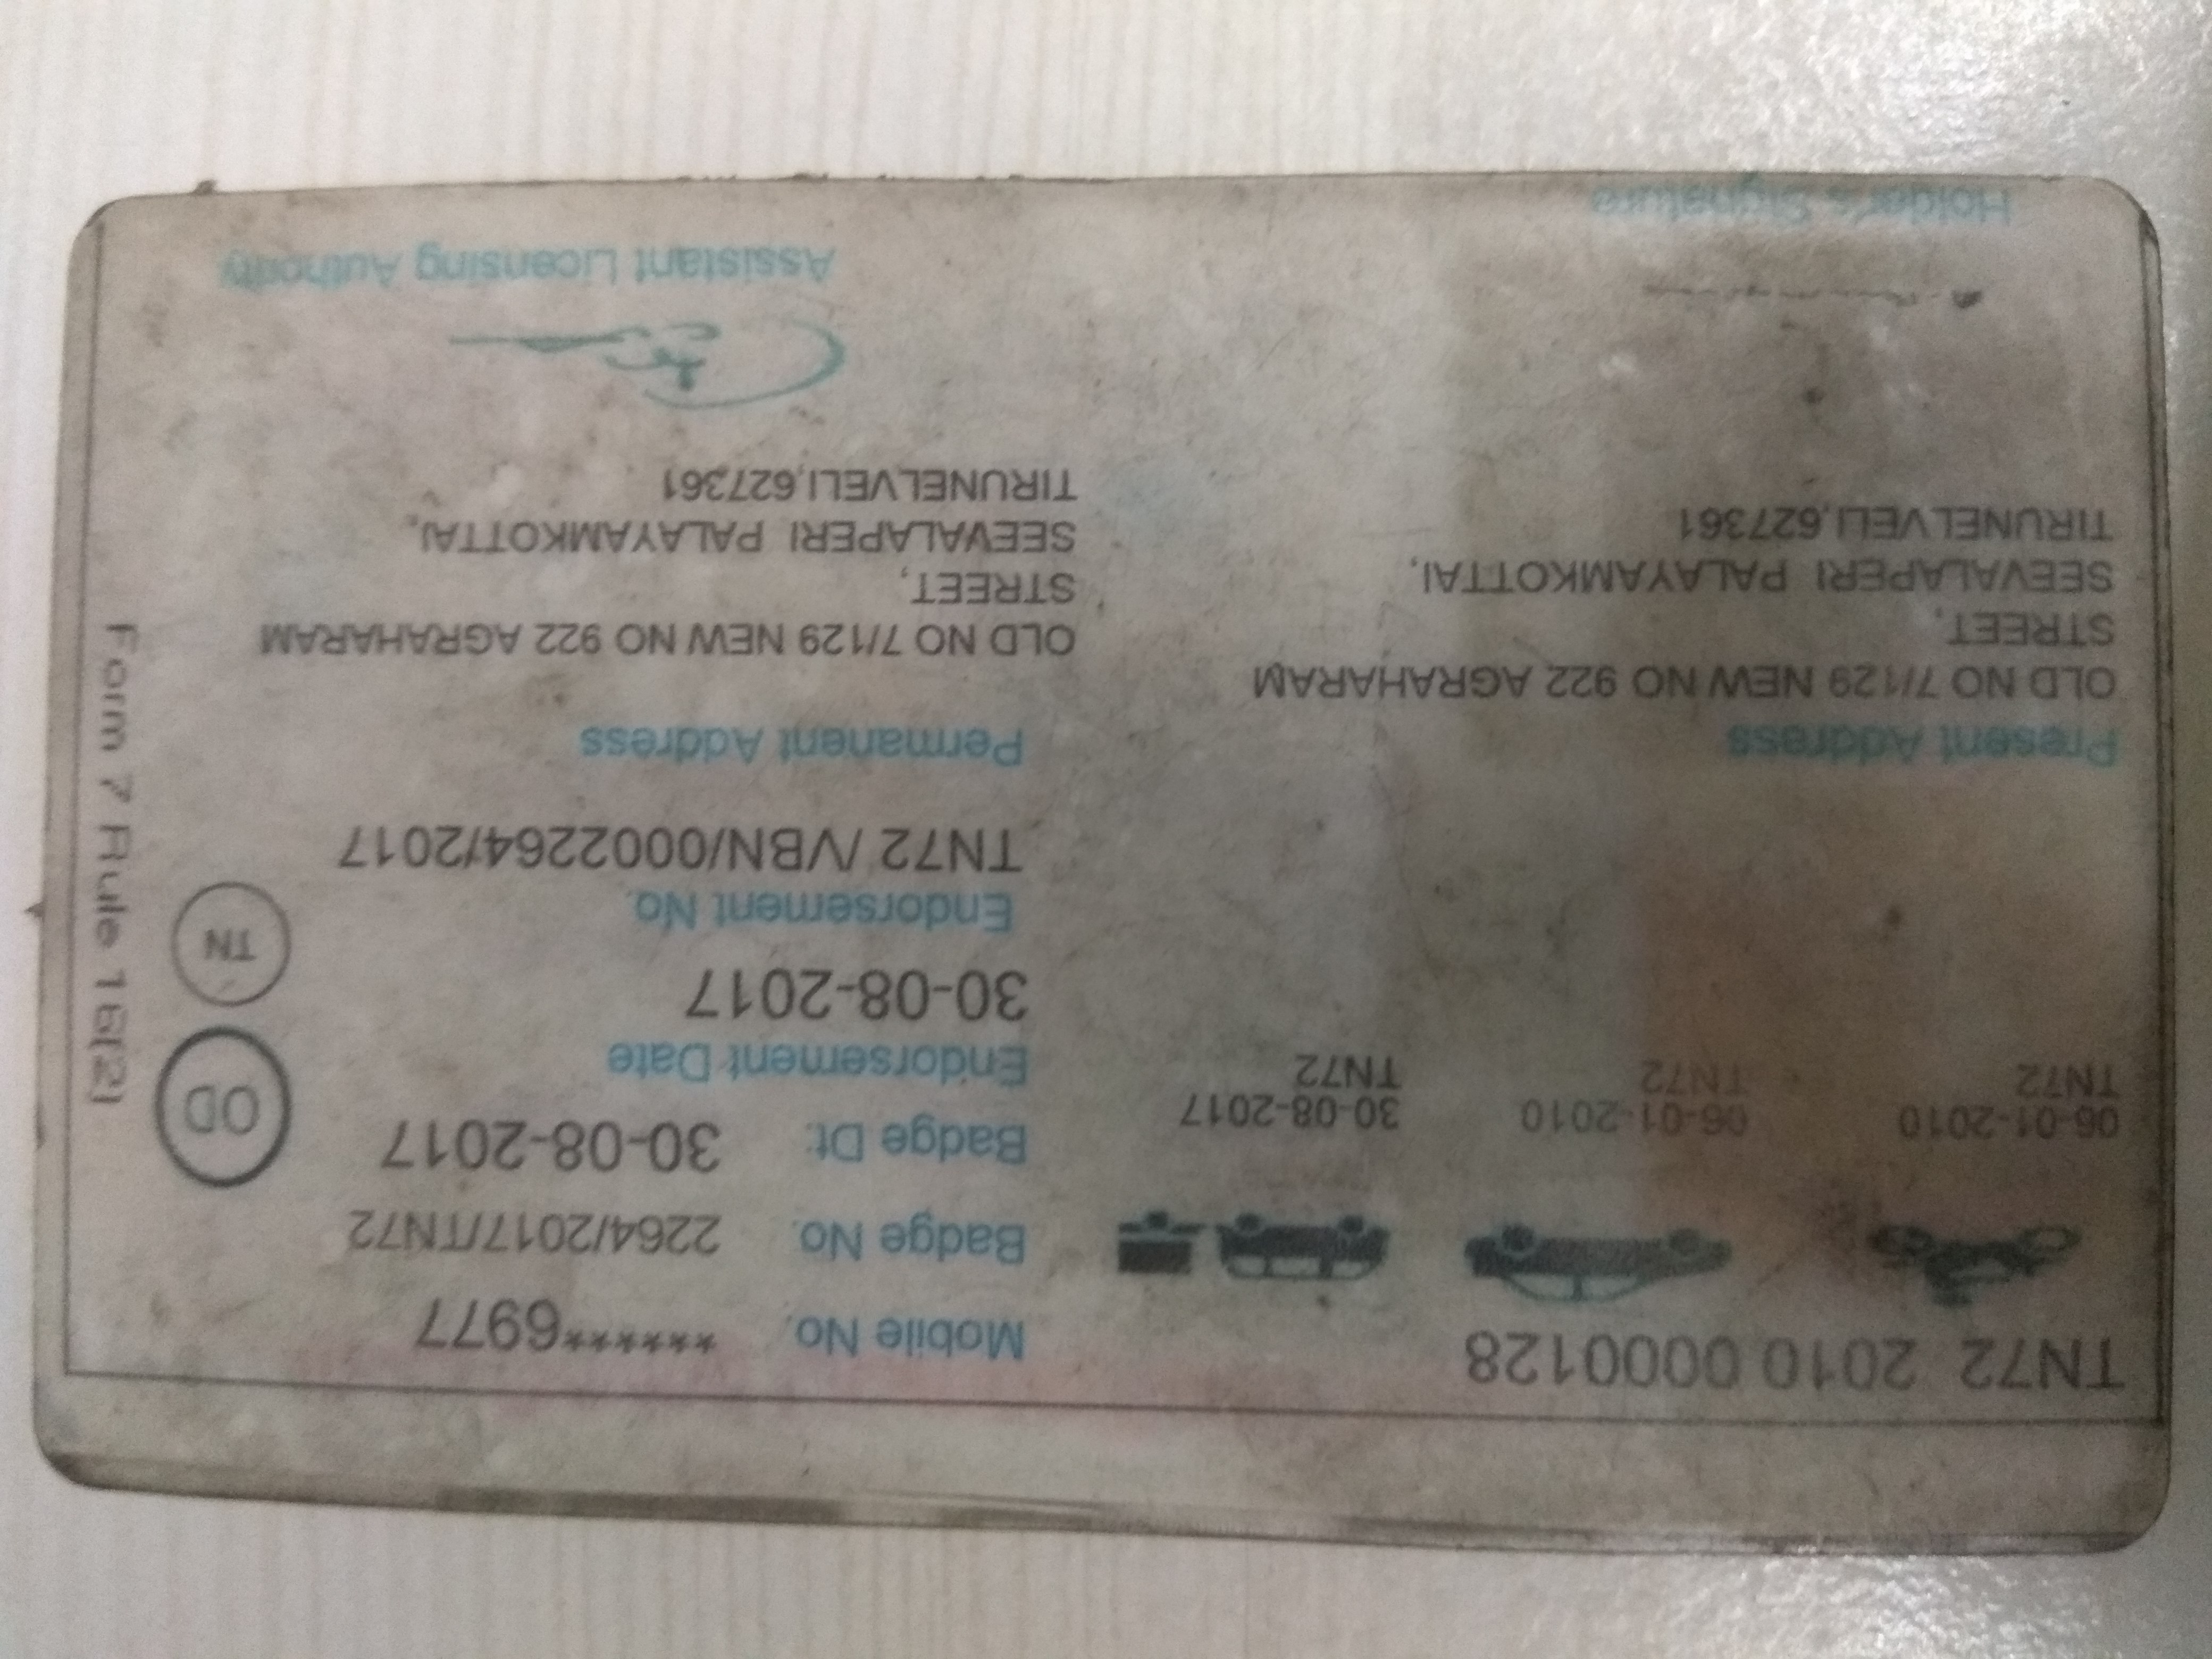 TN72 2010 0000128
06-01-2010
TN72
06-01-2010
TN72
30-08-2017
TN72
Present Address
OLD NO 7/129 NEW NO 922 AGRAHARAM
STREET,
SEEVALAPERI PALAYAMKOTTAI,
TIRUNELVELI,627361
Holder's Signature
Mobile No. ******6977
Badge No. 2264/2017/TN72
Badge Dt. 30-08-2017
Endorsement Date
30-08-2017
Endorsement No.
TN72 /VBN/0002264/2017
Permanent Address
OLD NO 7/129 NEW NO 922 AGRAHARAM
STREET,
SEEVALAPERI PALAYAMKOTTAI,
TIRUNELVELI,627361
Assistant Licensing Authority
OD
TN
Form 7 Rule 16(2)